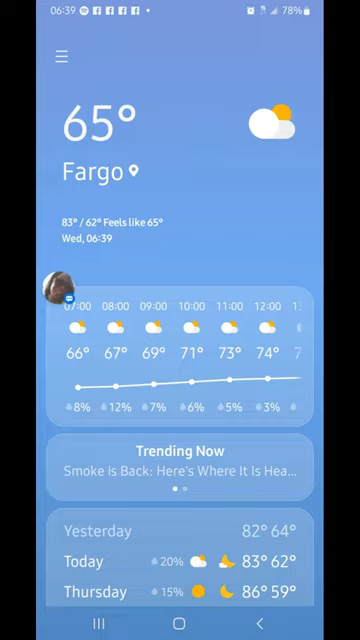 06:39 78%
65°
Fargo
83° / 62° Feels like 65°
Wed, 06:39
07:00 08:00 09:00 10:00 11:00 12:00
66° 67° 69° 71° 73° 74° 7
8% 12% 7% 6% 5% 3%
Trending Now
Smoke Is Back: Here's Where It Is Hea...
Yesterday 82° 64°
Today 20% 83° 62°
Thursday 15% 86° 59°